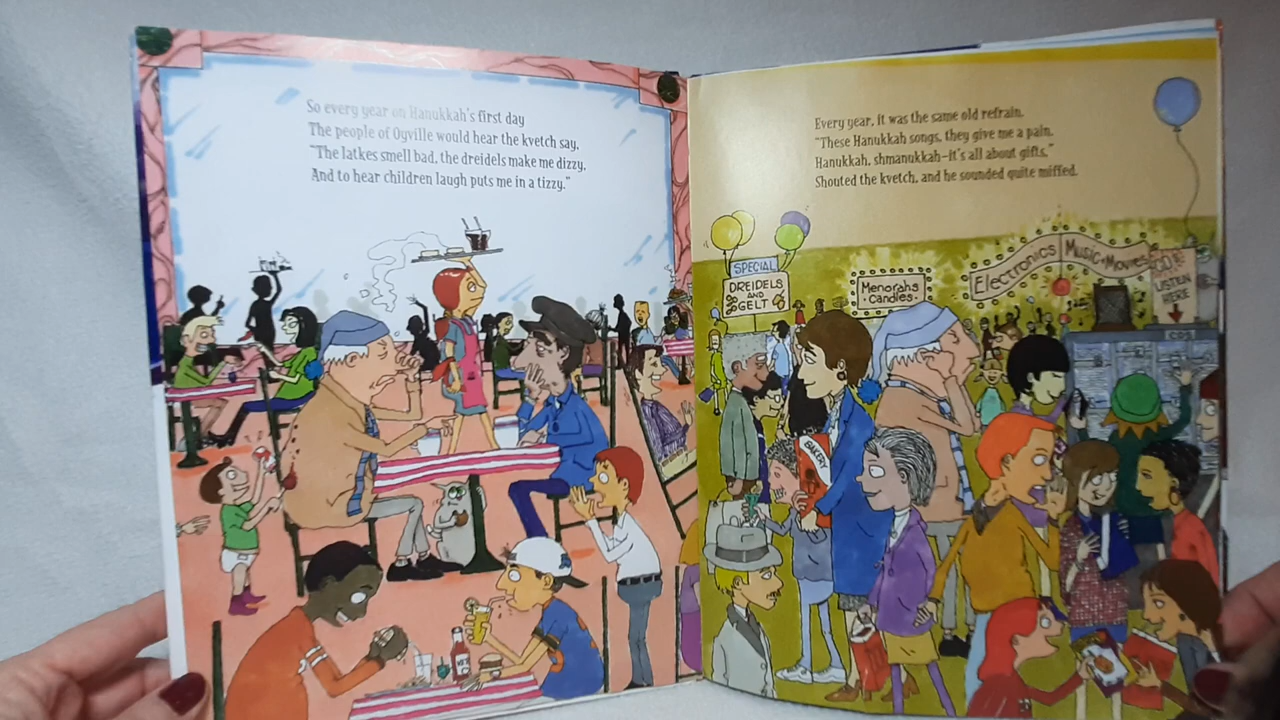 So every year on Hanukkah's first day
The people of Oyville would hear the kvetch say,
"The latkes smell bad, the dreidels make me dizzy,
And to hear children laugh puts me in a tizzy."
Every year, it was the same old refrain.
"These Hanukkah songs, they give me a pain.
Hanukkah, shmanukkah—it's all about gifts,"
Shouted the kvetch, and he sounded quite miffed.
SPECIAL
DREIDELS
AND
GELT
Menorahs
Candles
Electronics
Music • Movies
LISTEN
HERE
BAKERY